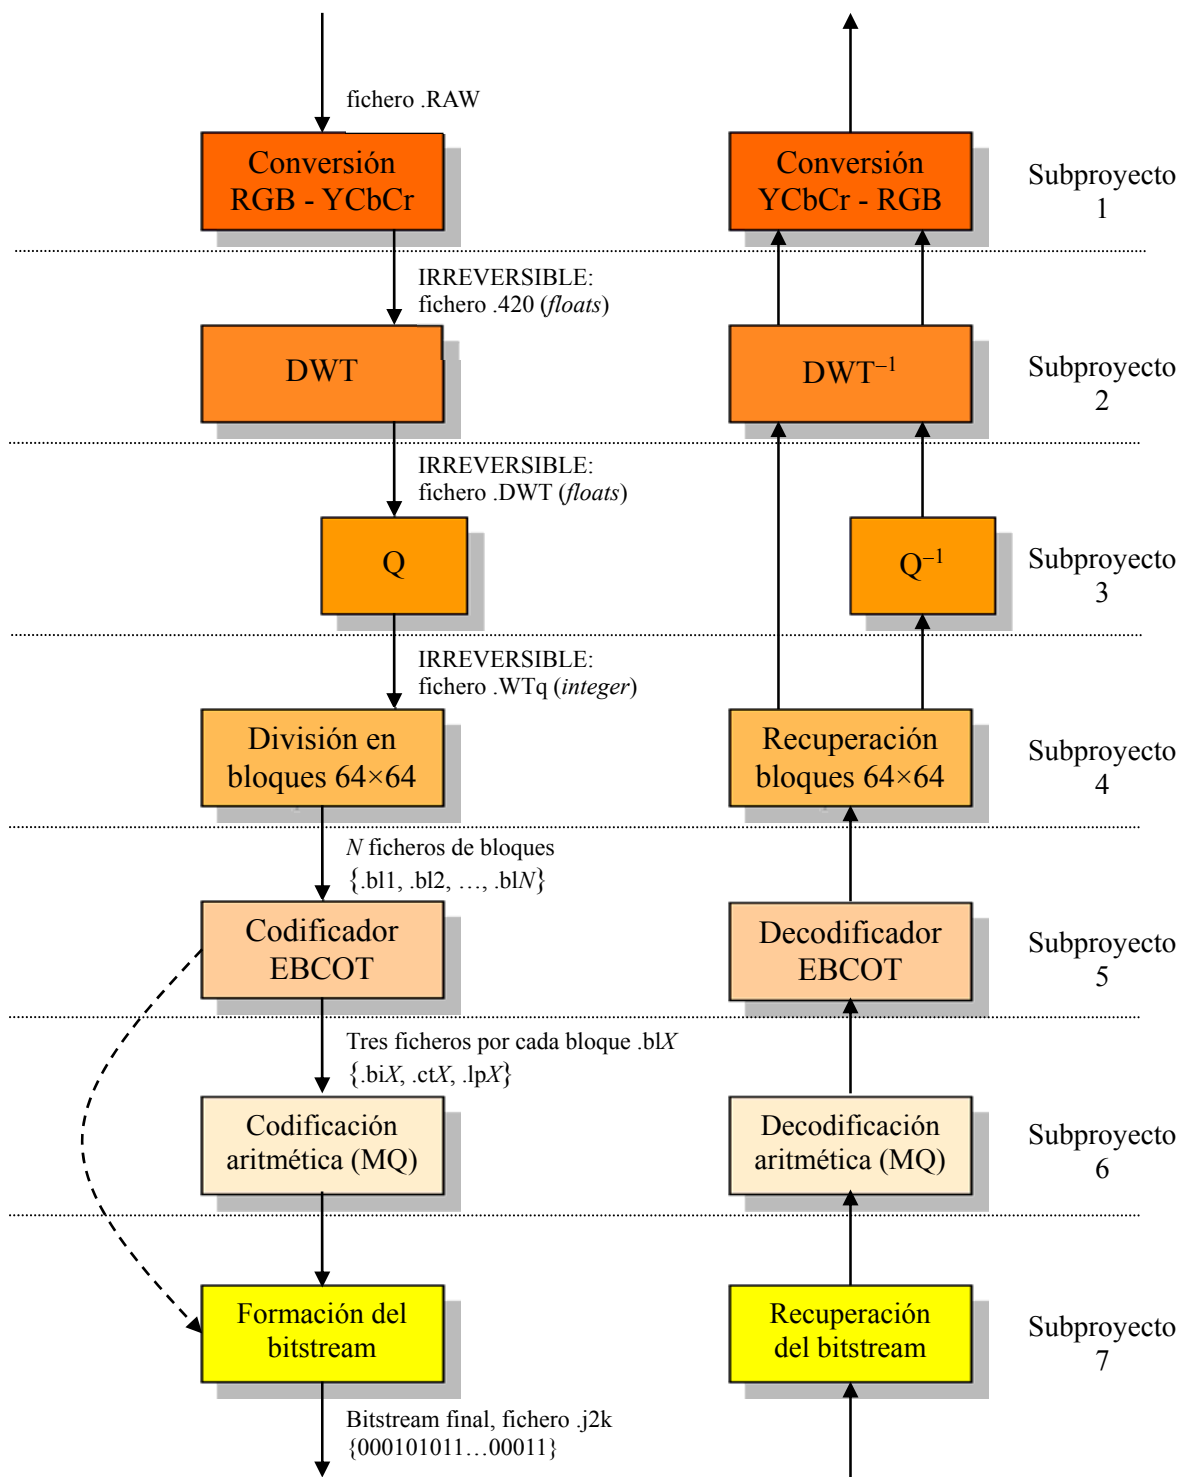 fichero .RAW
Conversión
RGB - YCbCr
Conversión
YCbCr - RGB
Subproyecto
1
IRREVERSIBLE:
fichero .420 (floats)
DWT
DWT⁻¹
Subproyecto
2
IRREVERSIBLE:
fichero .DWT (floats)
Q
Q⁻¹
Subproyecto
3
IRREVERSIBLE:
fichero .WTq (integer)
División en
bloques 64×64
Recuperación
bloques 64×64
Subproyecto
4
N ficheros de bloques
{.bl1, .bl2, …, .blN}
Codificador
EBCOT
Decodificador
EBCOT
Subproyecto
5
Tres ficheros por cada bloque .blX
{.biX, .ctX, .lpX}
Codificación
aritmética (MQ)
Decodificación
aritmética (MQ)
Subproyecto
6
Formación del
bitstream
Recuperación
del bitstream
Subproyecto
7
Bitstream final, fichero .j2k
{000101011…00011}